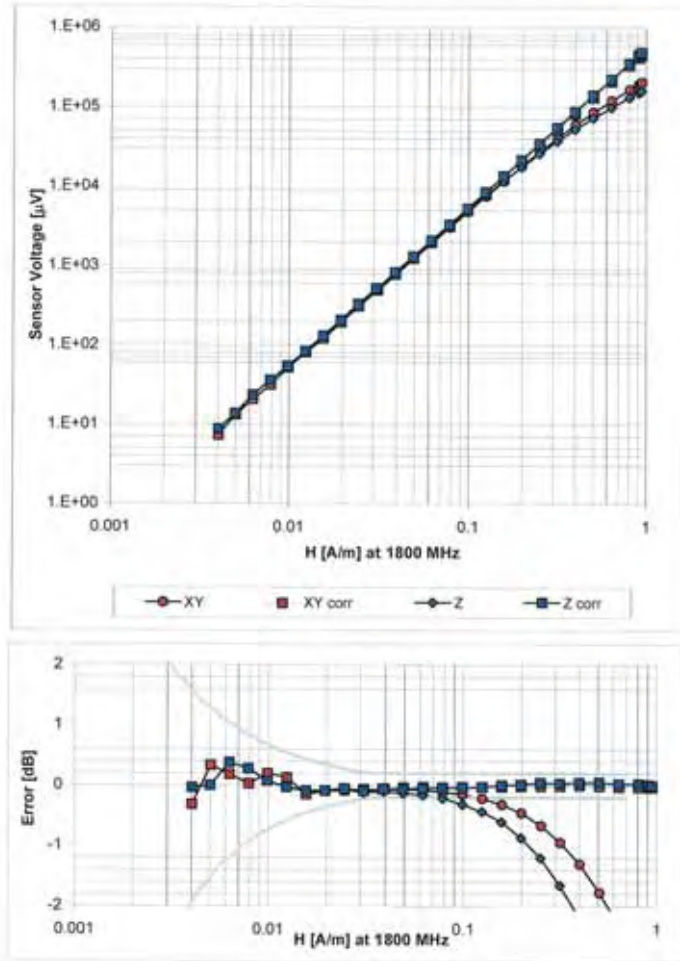 1.E+06
1.E+05
1.E+04
1.E+03
1.E+02
1.E+01
1.E+00
Sensor Voltage [µV]
0.001 0.01 0.1 1
H [A/m] at 1800 MHz
XY XY corr Z Z corr
2
1
0
-1
-2
Error [dB]
0.001 0.01 0.1 1
H [A/m] at 1800 MHz